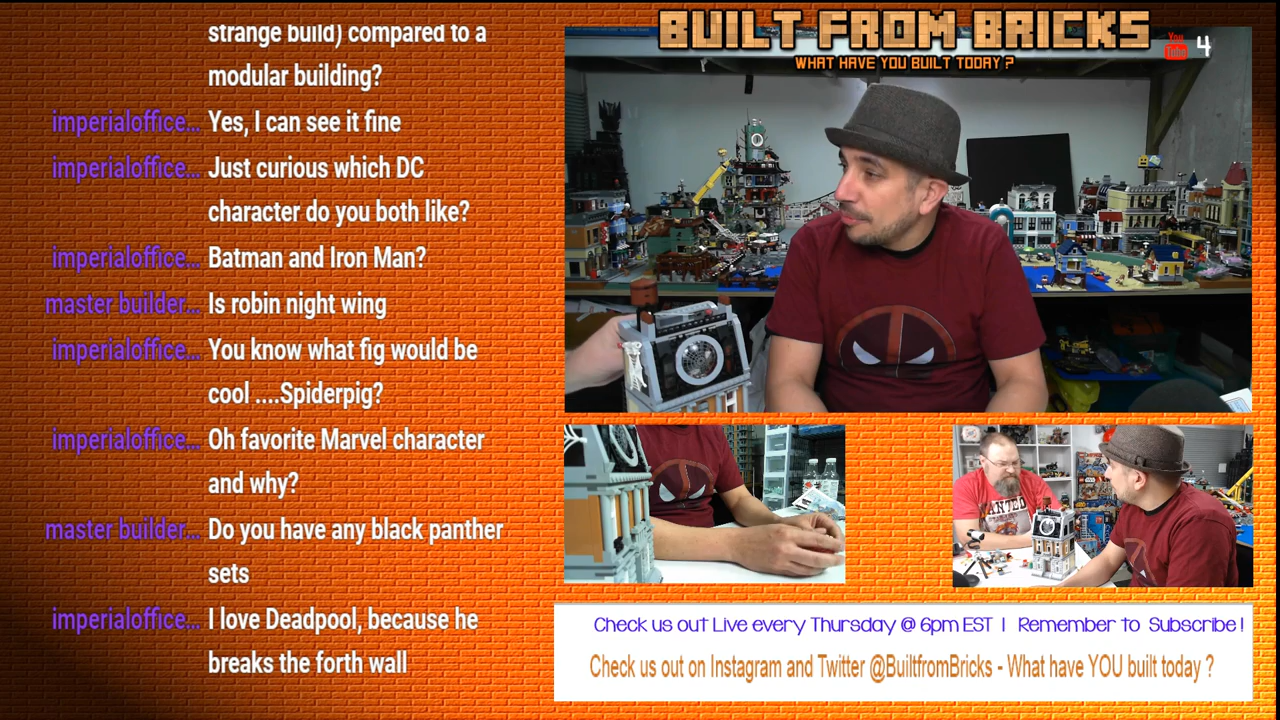 strange build) compared to a
modular building?
imperialoffice... Yes, I can see it fine
imperialoffice... Just curious which DC
character do you both like?
imperialoffice... Batman and Iron Man?
master builder... Is robin night wing
imperialoffice... You know what fig would be
cool ....Spiderpig?
imperialoffice... Oh favorite Marvel character
and why?
master builder... Do you have any black panther
sets
imperialoffice... I love Deadpool, because he
breaks the forth wall
BUILT FROM BRICKS
WHAT HAVE YOU BUILT TODAY ?
You Tube 4
WANTED
Check us out Live every Thursday @ 6pm EST | Remember to Subscribe!
Check us out on Instagram and Twitter @BuiltfromBricks - What have YOU built today ?